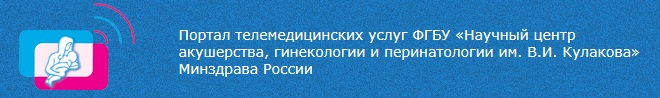 Портал телемедицинских услуг ФГБУ «Научный центр
акушерства, гинекологии и перинатологии им. В.И. Кулакова»
Минздрава России